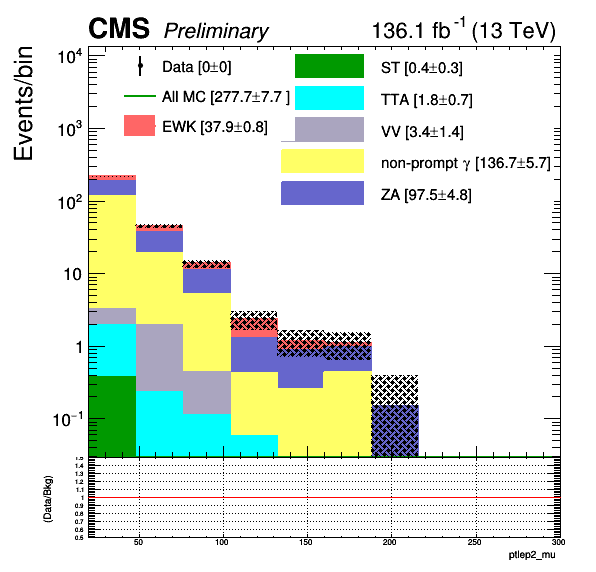 CMS Preliminary 136.1 fb⁻¹ (13 TeV)
Events/bin
10⁴
10³
10²
10
1
10⁻¹
Data [0±0]
All MC [277.7±7.7 ]
EWK [37.9±0.8]
ST [0.4±0.3]
TTA [1.8±0.7]
VV [3.4±1.4]
non-prompt γ [136.7±5.7]
ZA [97.5±4.8]
(Data/Bkg)
1.5
1.4
1.3
1.2
1.1
1
0.9
0.8
0.7
0.6
0.5
50 100 150 200 250 300
ptlep2_mu